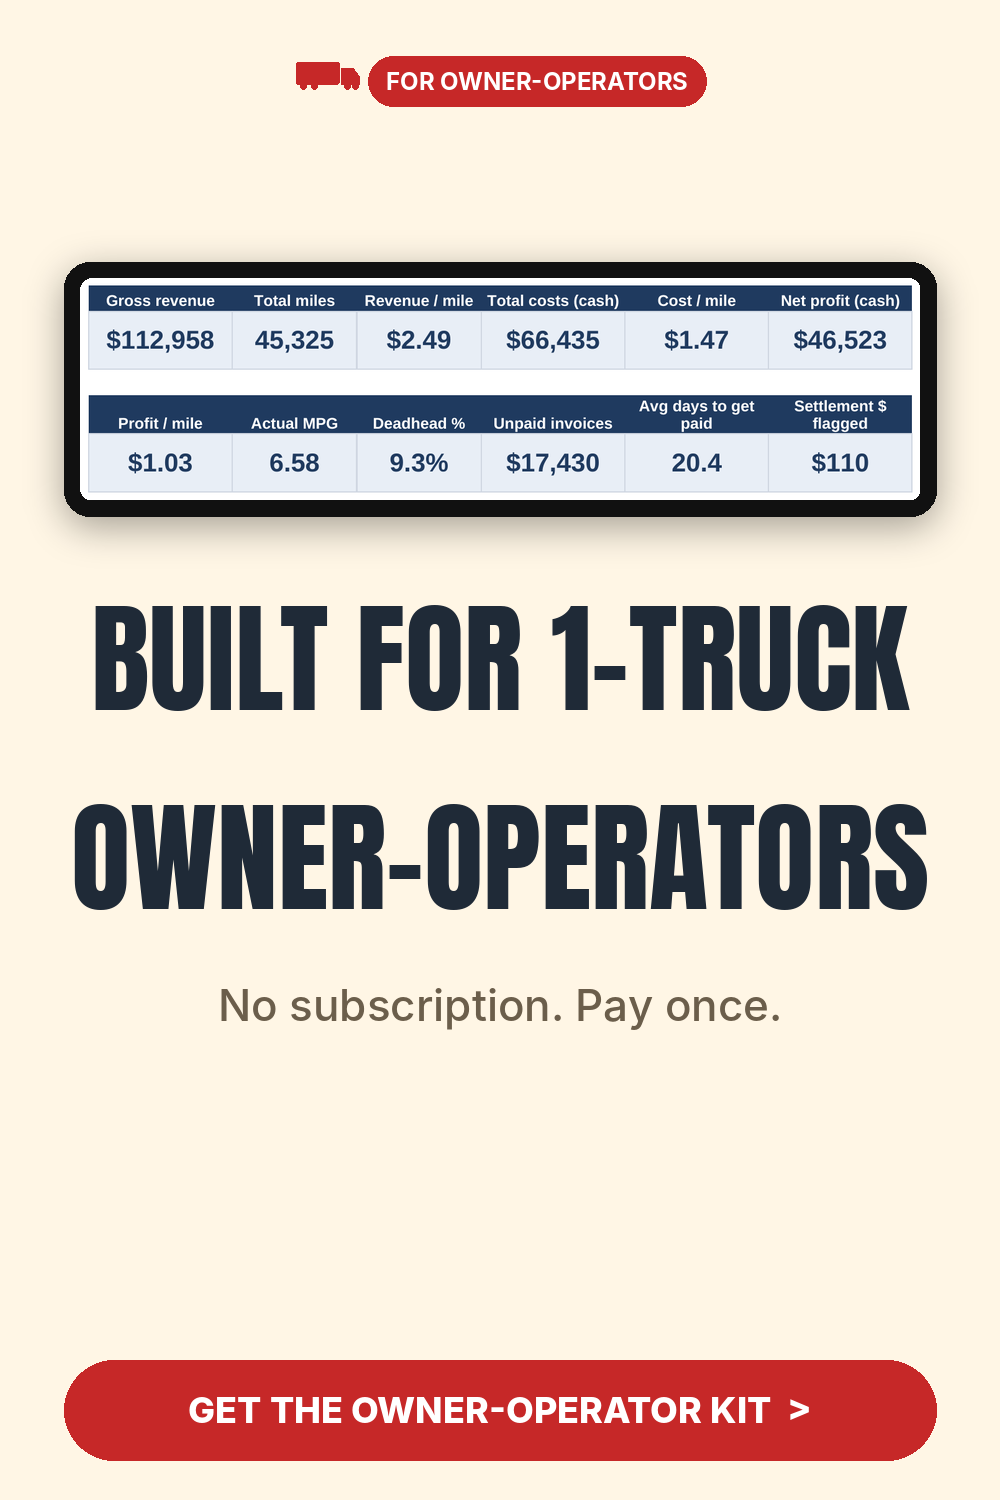 FOR OWNER-OPERATORS
Gross revenue Total miles Revenue / mile Total costs (cash) Cost / mile Net profit (cash)
$112,958 45,325 $2.49 $66,435 $1.47 $46,523
Profit / mile Actual MPG Deadhead % Unpaid invoices Avg days to get paid Settlement $ flagged
$1.03 6.58 9.3% $17,430 20.4 $110
BUILT FOR 1-TRUCK
OWNER-OPERATORS
No subscription. Pay once.
GET THE OWNER-OPERATOR KIT >